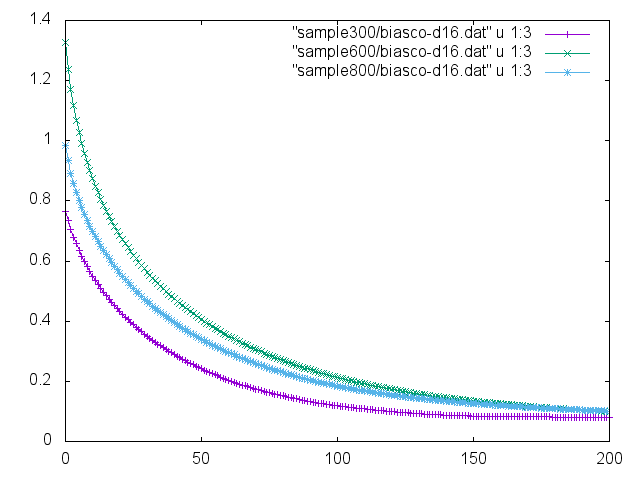 "sample300/biasco-d16.dat" u 1:3
"sample600/biasco-d16.dat" u 1:3
"sample800/biasco-d16.dat" u 1:3
1.4
1.2
1
0.8
0.6
0.4
0.2
0
0 50 100 150 200